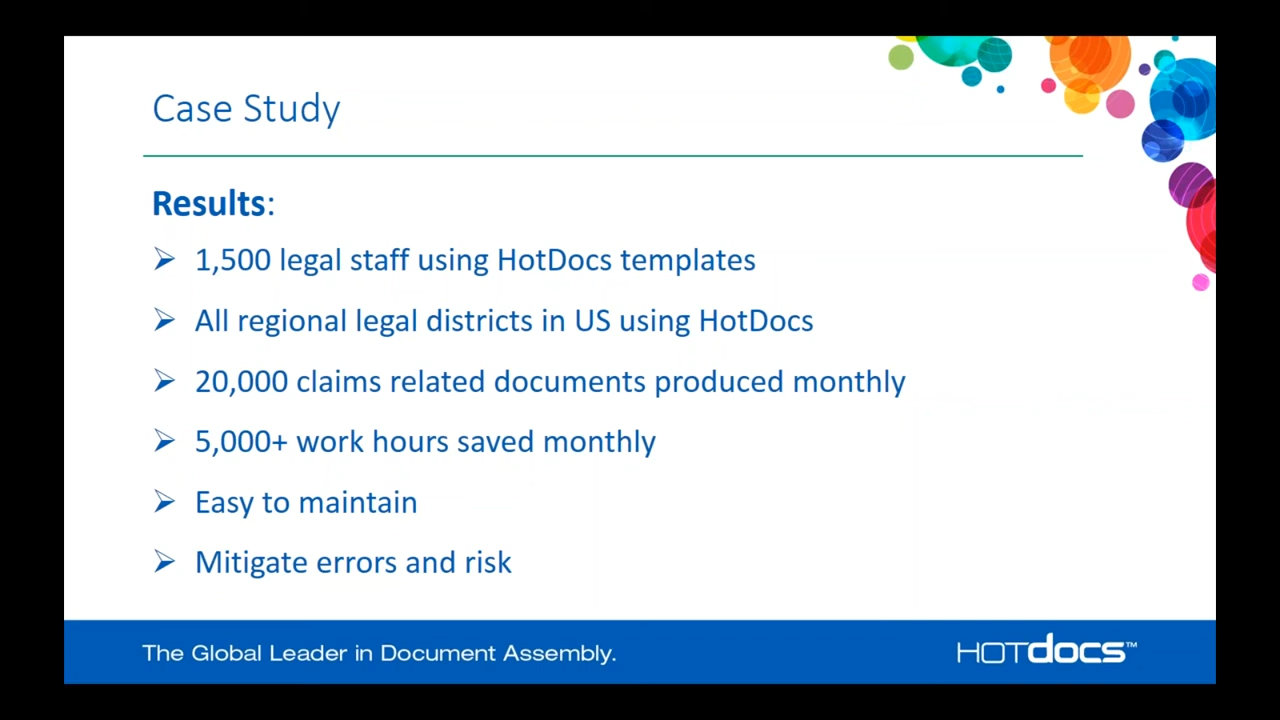 Case Study
Results:
➢ 1,500 legal staff using HotDocs templates
➢ All regional legal districts in US using HotDocs
➢ 20,000 claims related documents produced monthly
➢ 5,000+ work hours saved monthly
➢ Easy to maintain
➢ Mitigate errors and risk
The Global Leader in Document Assembly.
HOTdocs™